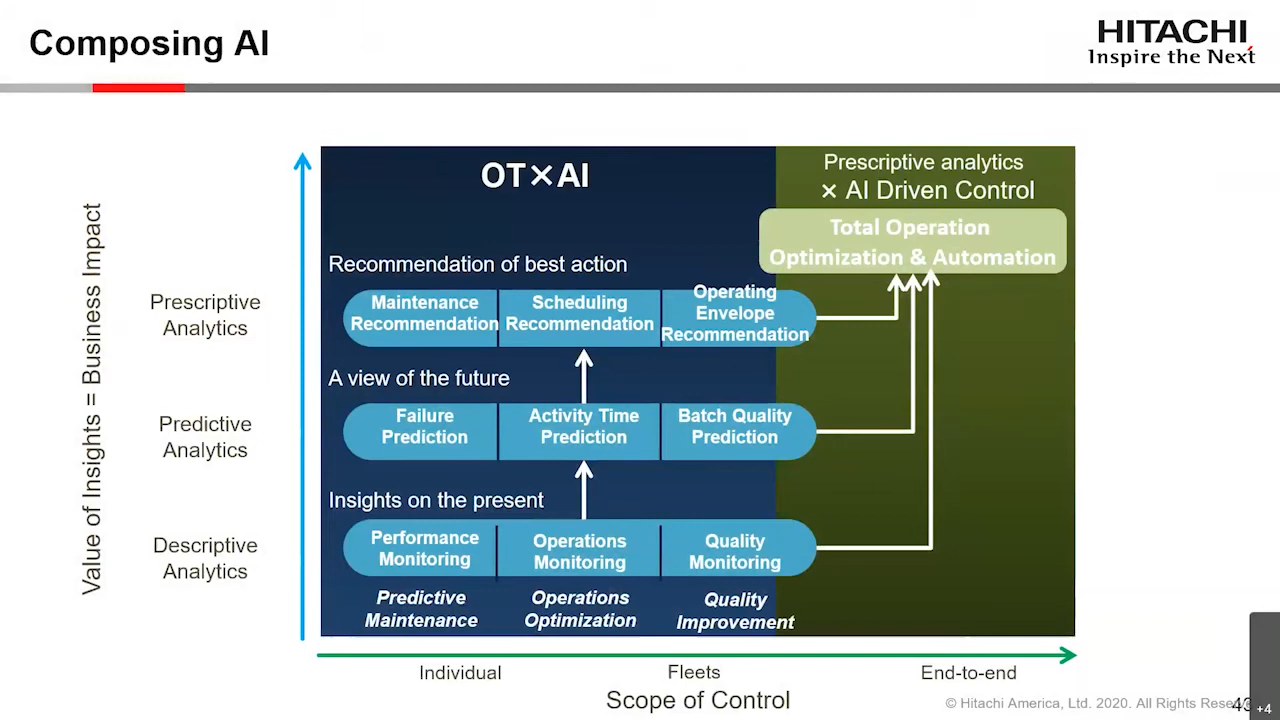 Composing AI
HITACHI
Inspire the Next
OT×AI
Prescriptive analytics
× AI Driven Control
Total Operation
Optimization & Automation
Value of Insights = Business Impact
Recommendation of best action
Prescriptive
Analytics
Maintenance
Recommendation
Scheduling
Recommendation
Operating
Envelope
Recommendation
A view of the future
Predictive
Analytics
Failure
Prediction
Activity Time
Prediction
Batch Quality
Prediction
Insights on the present
Descriptive
Analytics
Performance
Monitoring
Operations
Monitoring
Quality
Monitoring
Predictive
Maintenance
Operations
Optimization
Quality
Improvement
Individual
Fleets
End-to-end
Scope of Control
© Hitachi America, Ltd. 2020. All Rights
+4